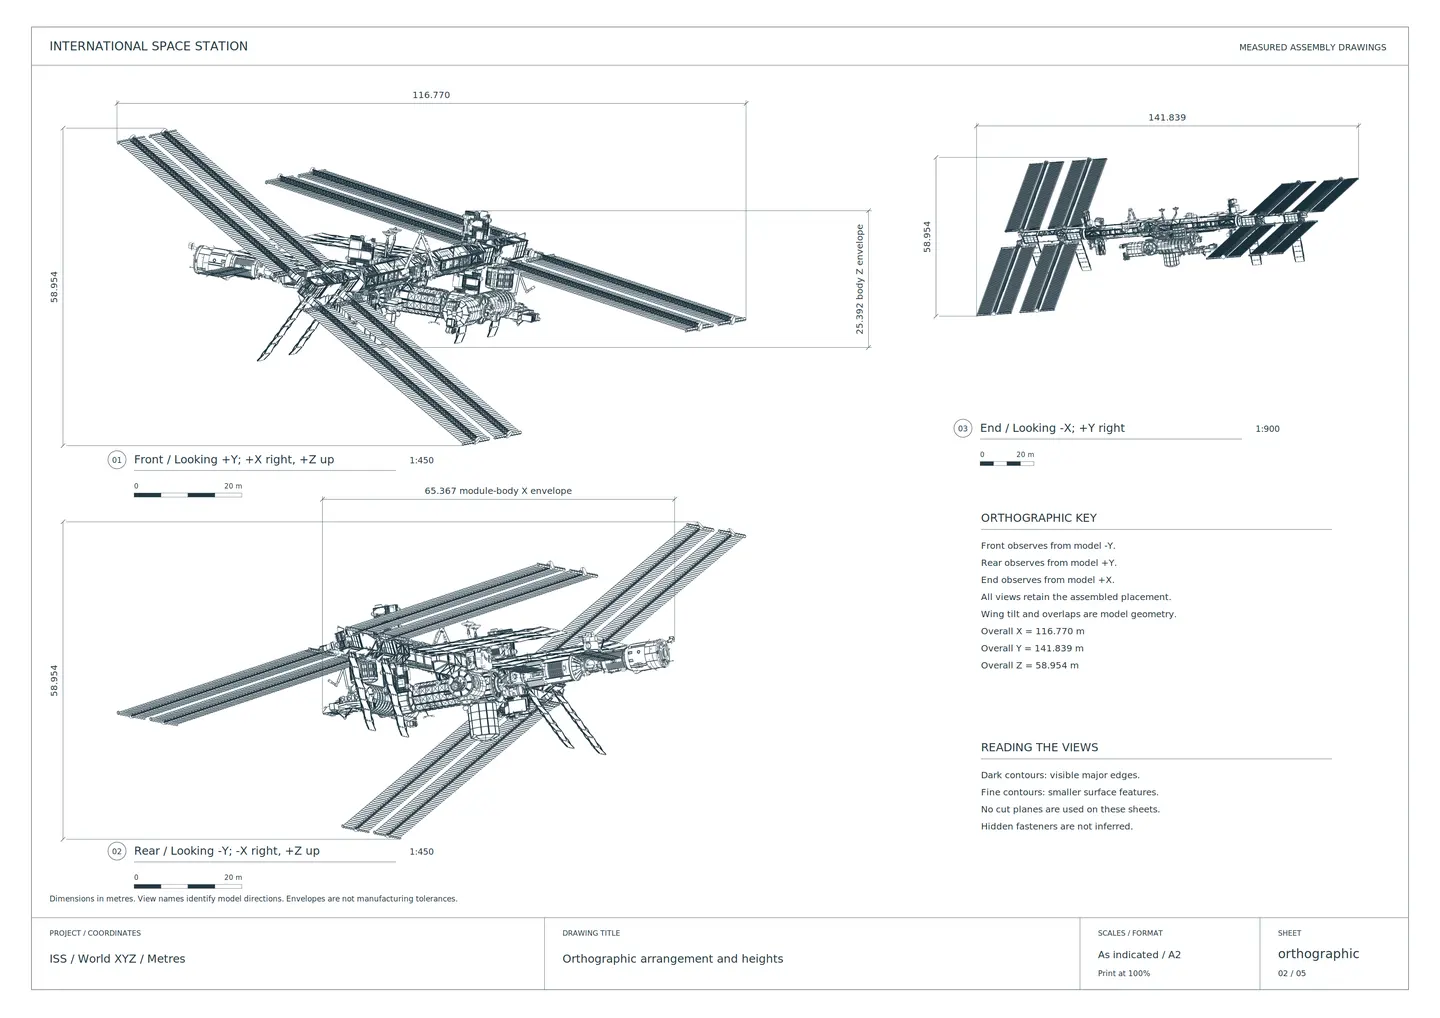 INTERNATIONAL SPACE STATION
MEASURED ASSEMBLY DRAWINGS
116.770
58.954
25.392 body Z envelope
01 Front / Looking +Y; +X right, +Z up 1:450
0 20 m
141.839
58.954
03 End / Looking -X; +Y right 1:900
0 20 m
65.367 module-body X envelope
58.954
02 Rear / Looking -Y; -X right, +Z up 1:450
0 20 m
ORTHOGRAPHIC KEY
Front observes from model -Y.
Rear observes from model +Y.
End observes from model +X.
All views retain the assembled placement.
Wing tilt and overlaps are model geometry.
Overall X = 116.770 m
Overall Y = 141.839 m
Overall Z = 58.954 m
READING THE VIEWS
Dark contours: visible major edges.
Fine contours: smaller surface features.
No cut planes are used on these sheets.
Hidden fasteners are not inferred.
Dimensions in metres. View names identify model directions. Envelopes are not manufacturing tolerances.
PROJECT / COORDINATES
ISS / World XYZ / Metres
DRAWING TITLE
Orthographic arrangement and heights
SCALES / FORMAT
As indicated / A2
Print at 100%
SHEET
orthographic
02 / 05